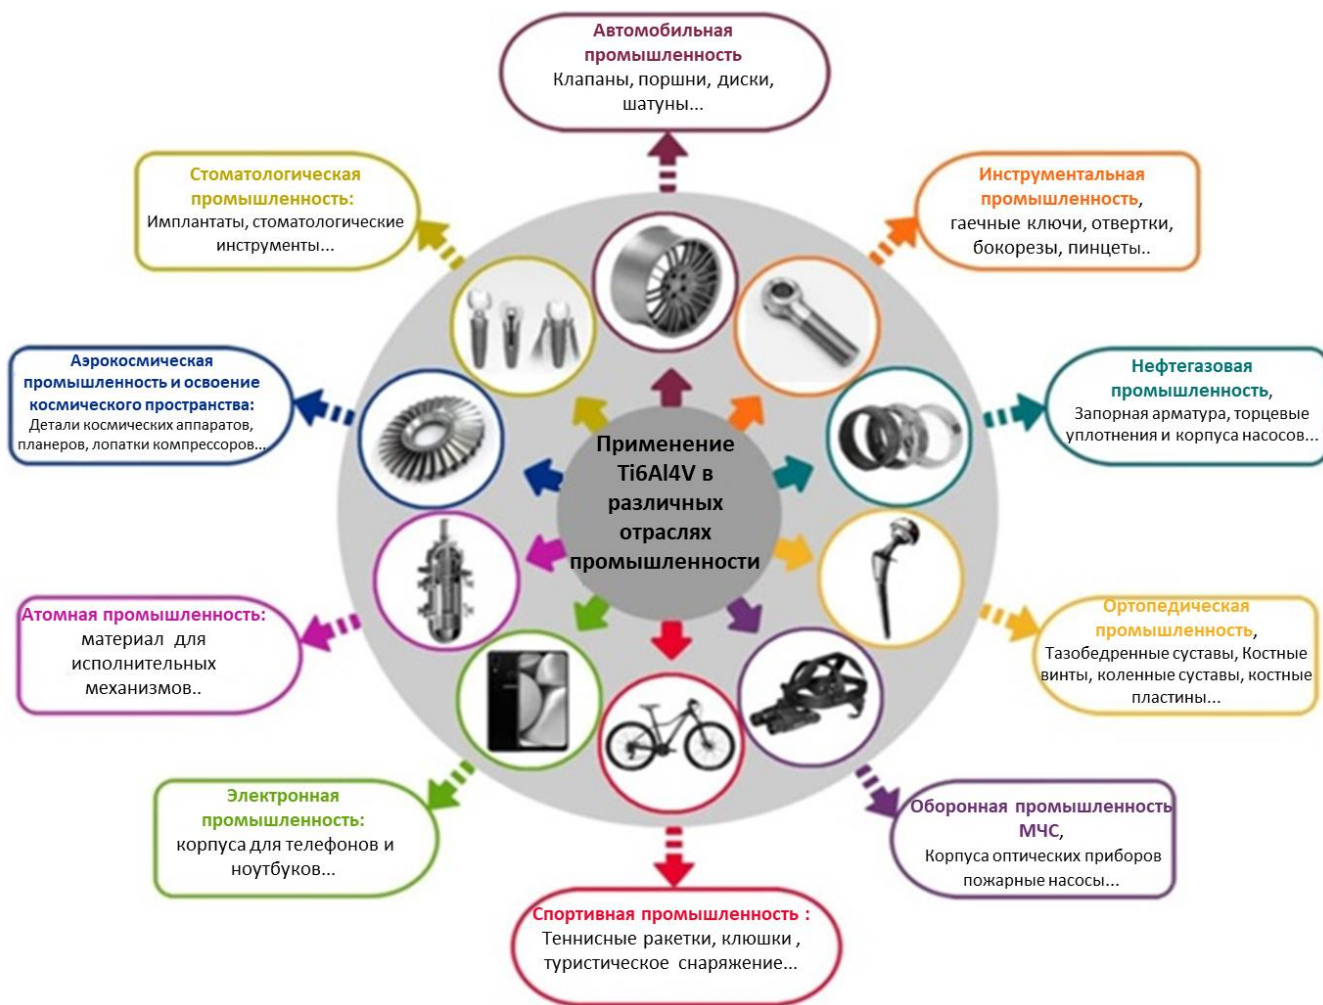 Автомобильная
промышленность
Клапаны, поршни, диски,
шатуны...
Стоматологическая
промышленность:
Имплантаты, стоматологические
инструменты...
Инструментальная
промышленность,
гаечные ключи, отвертки,
бокорезы, пинцеты..
Аэрокосмическая
промышленность и освоение
космического пространства:
Детали космических аппаратов,
планеров, лопатки компрессоров...
Нефтегазовая
промышленность,
Запорная арматура, торцевые
уплотнения и корпуса насосов...
Применение
Ti6Al4V в
различных
отраслях
промышленности
Атомная промышленность:
материал для
исполнительных
механизмов..
Ортопедическая
промышленность,
Тазобедренные суставы, Костные
винты, коленные суставы, костные
пластины...
Электронная
промышленность:
корпуса для телефонов и
ноутбуков...
Оборонная промышленность
МЧС,
Корпуса оптических приборов
пожарные насосы...
Спортивная промышленность :
Теннисные ракетки, клюшки ,
туристическое снаряжение...